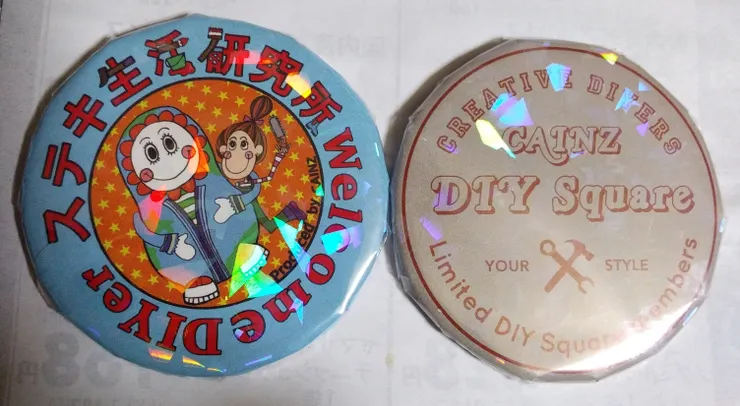 ステキ生活研究所
Welcome DIYer
Produced by CAINZ
CREATIVE DIYERS
CAINZ
DIY Square
YOUR STYLE
Limited DIY Square Members
円